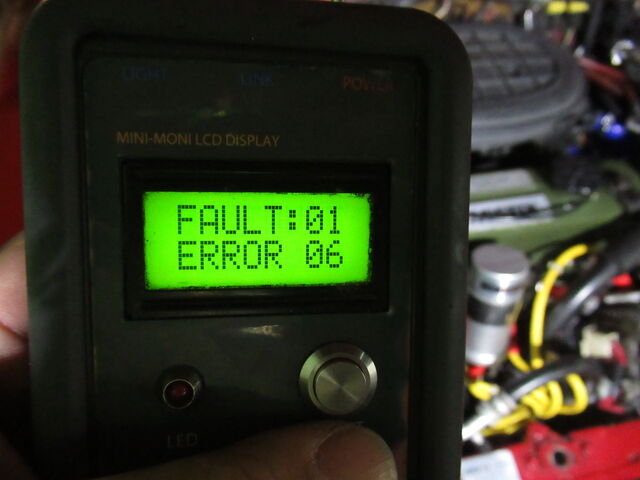 LIGHT LINK POWER
MINI-MONI LCD DISPLAY
FAULT:01
ERROR 06
LED